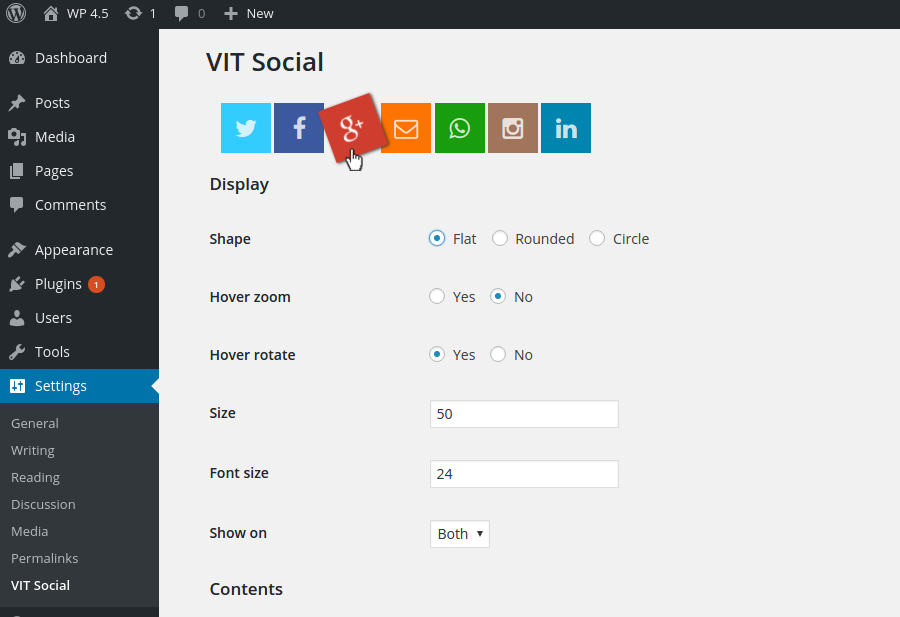 WP 4.5 1 0 New
Dashboard
Posts
Media
Pages
Comments
Appearance
Plugins 1
Users
Tools
Settings
General
Writing
Reading
Discussion
Media
Permalinks
VIT Social
VIT Social
f g+ in
Display
Shape Flat Rounded Circle
Hover zoom Yes No
Hover rotate Yes No
Size 50
Font size 24
Show on Both
Contents